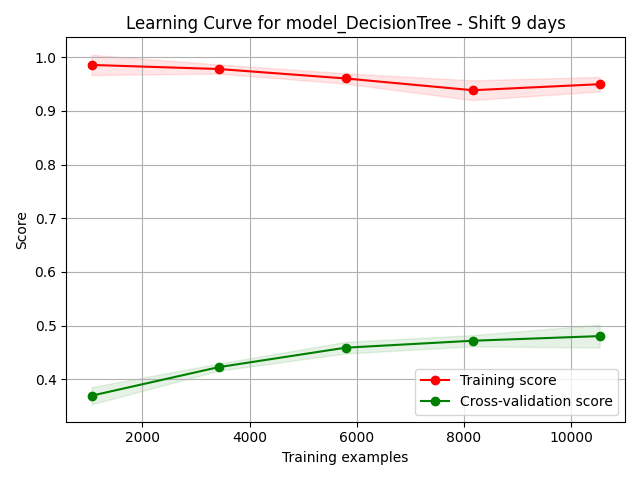 Learning Curve for model_DecisionTree - Shift 9 days
1.0
0.9
0.8
0.7
0.6
0.5
0.4
Score
2000
4000
6000
8000
10000
Training examples
Training score
Cross-validation score